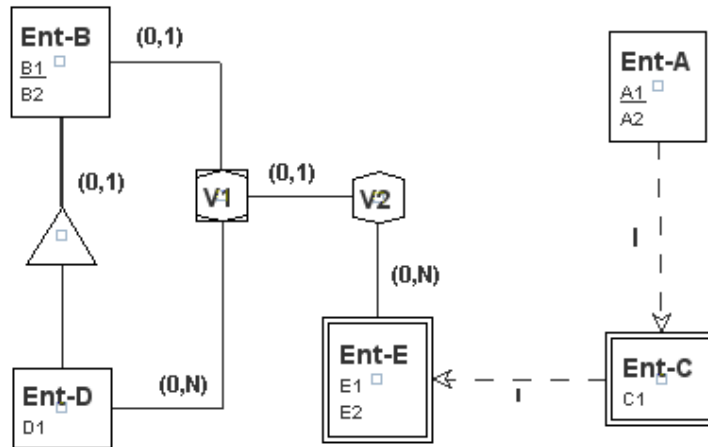 Ent-B
B1
B2
(0,1)
Ent-A
A1
A2
(0,1)
V1
(0,1)
V2
I
(0,N)
Ent-D
D1
(0,N)
Ent-E
E1
E2
I
Ent-C
C1